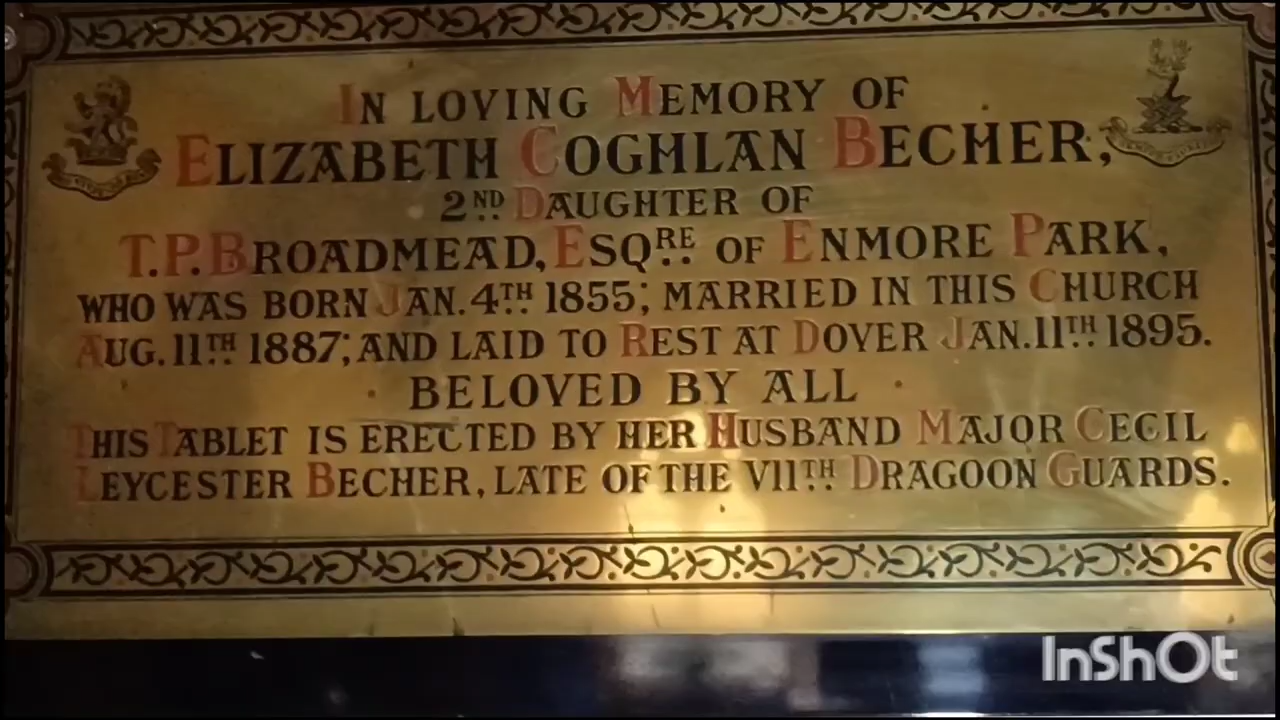 IN LOVING MEMORY OF
ELIZABETH COGHLAN BECHER,
2ND DAUGHTER OF
T.P. BROADMEAD, ESQRE OF ENMORE PARK,
WHO WAS BORN JAN. 4TH 1855; MARRIED IN THIS CHURCH
AUG. 11TH 1887; AND LAID TO REST AT DOVER JAN. 11TH 1895.
· BELOVED BY ALL ·
THIS TABLET IS ERECTED BY HER HUSBAND MAJOR CECIL
LEYCESTER BECHER, LATE OF THE VIITH DRAGOON GUARDS.
InShOt